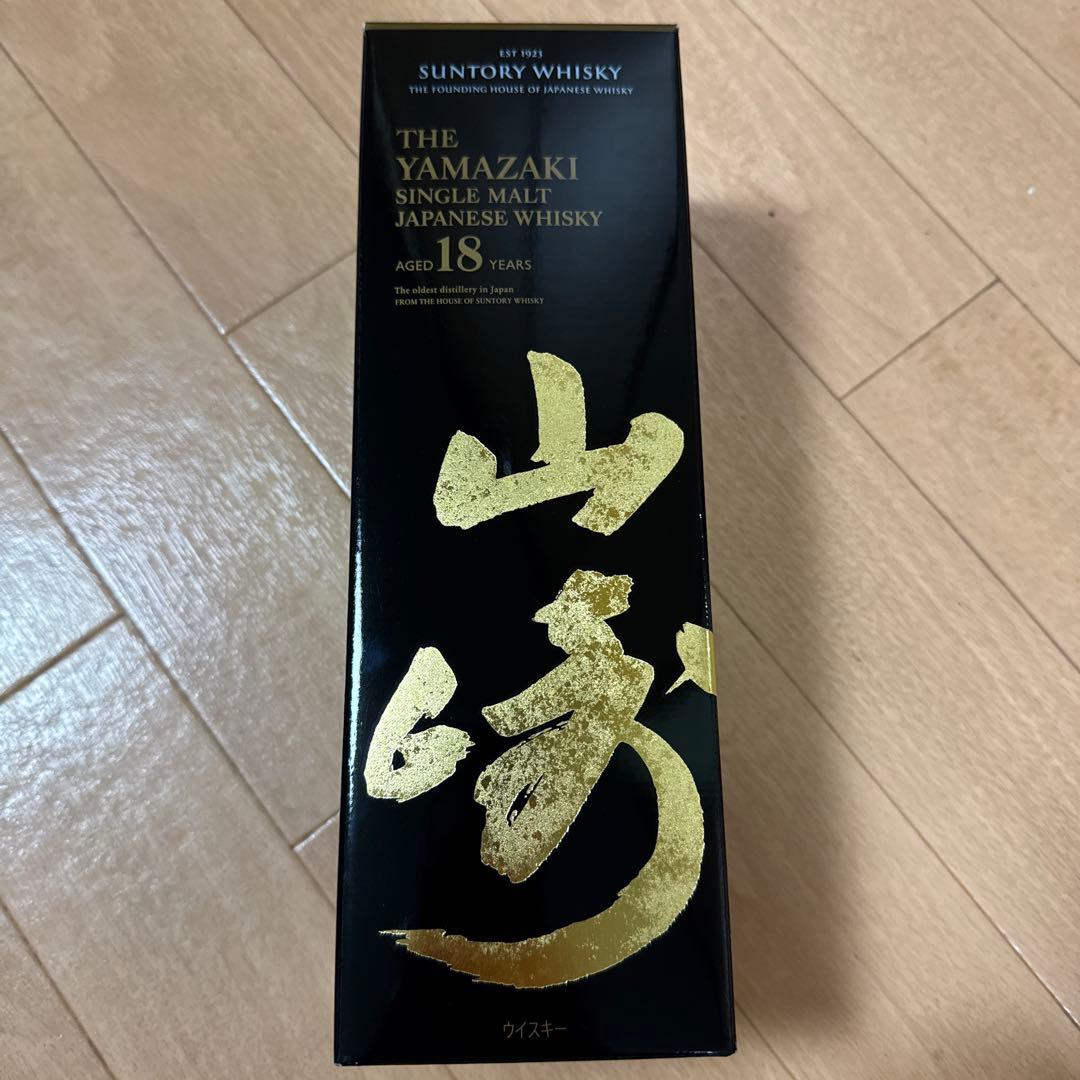 EST 1923
SUNTORY WHISKY
THE FOUNDING HOUSE OF JAPANESE WHISKY
THE
YAMAZAKI
SINGLE MALT
JAPANESE WHISKY
AGED 18 YEARS
The oldest distillery in Japan
FROM THE HOUSE OF SUNTORY WHISKY
山
崎
ウイスキー